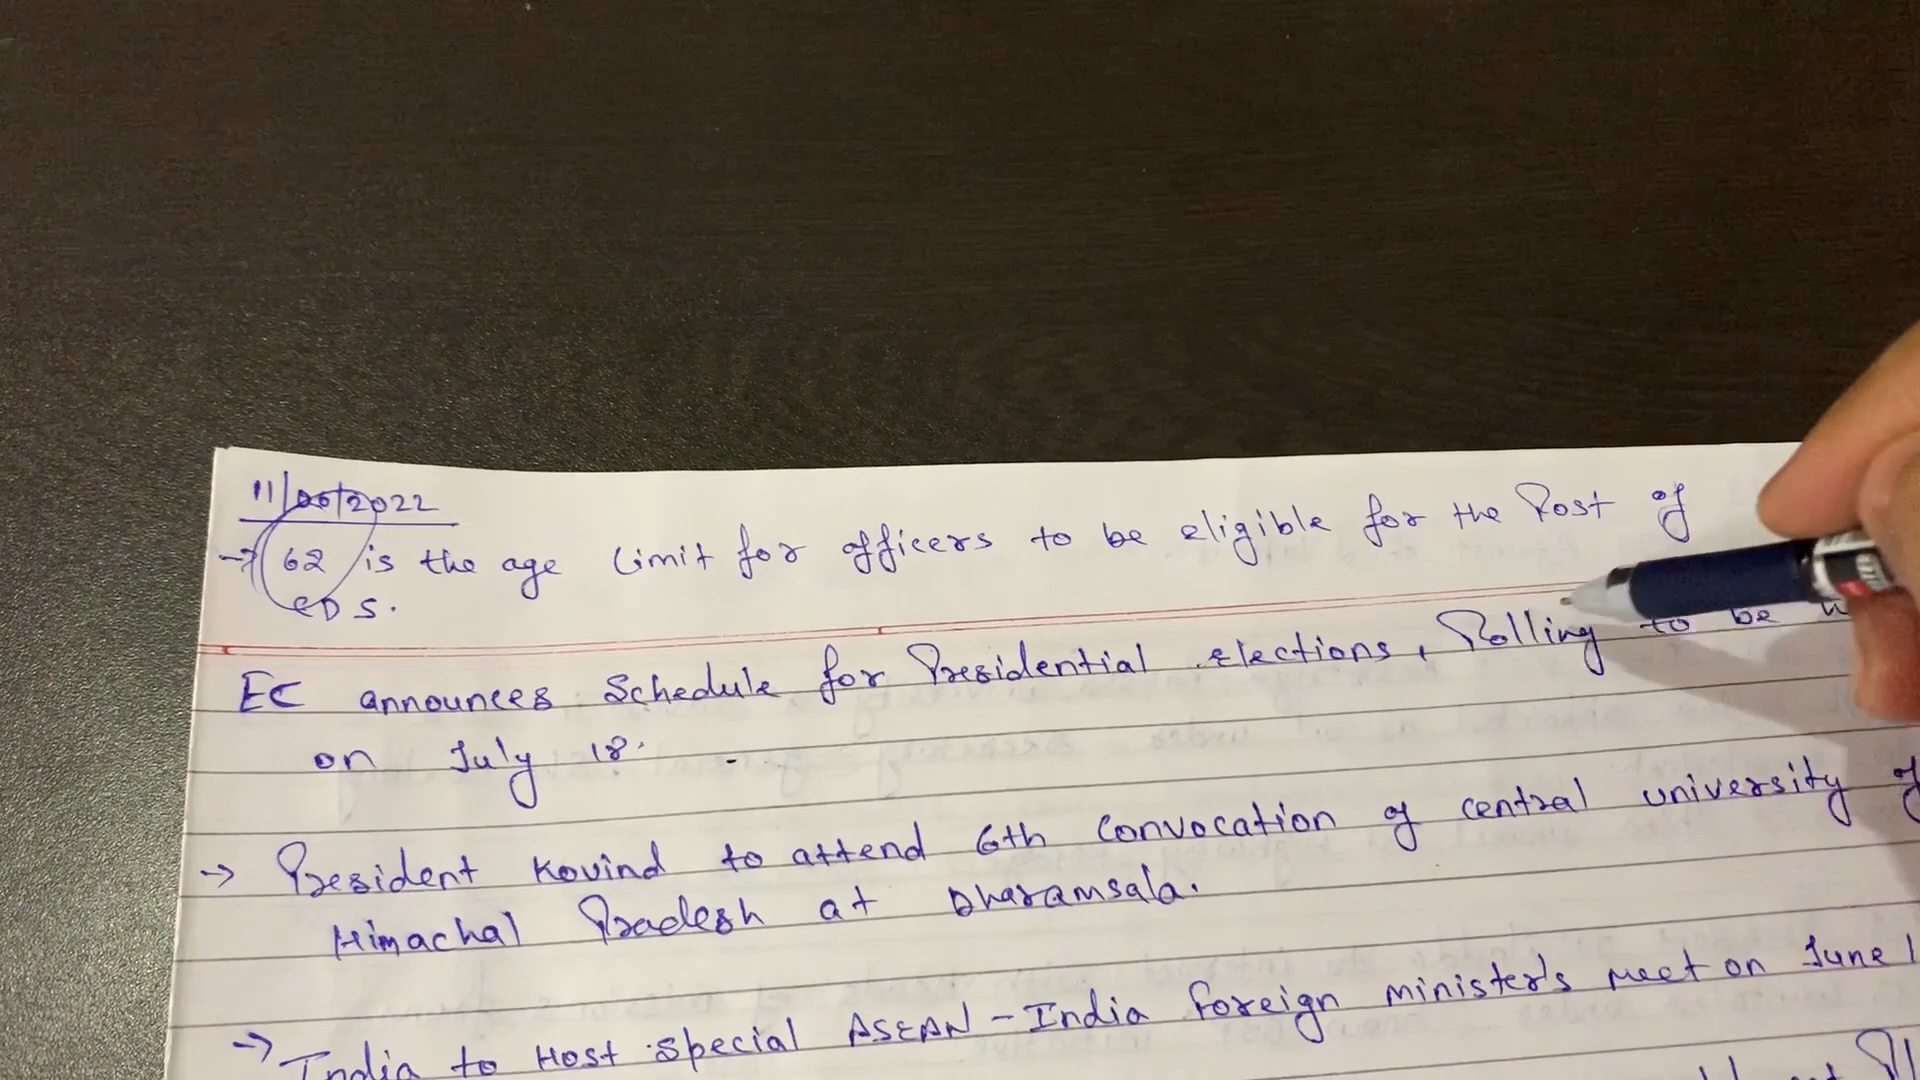 11/06/2022
→ 62 is the age limit for officers to be eligible for the Post of
CDS.
EC announces Schedule for Presidential elections, Polling to be
on July 18.
→ President Kovind to attend 6th convocation of central university of
Himachal Pradesh at Dharamsala.
→ India to Host special ASEAN - India foreign minister's meet on June